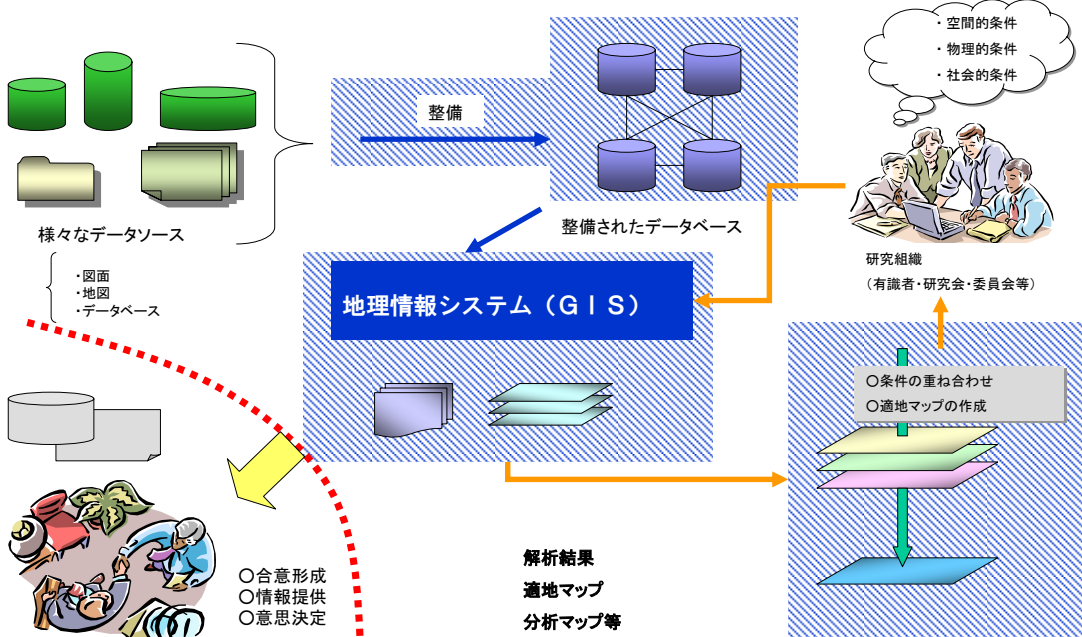 ・空間的条件
・物理的条件
・社会的条件
整備
様々なデータソース
・図面
・地図
・データベース
整備されたデータベース
研究組織
（有識者・研究会・委員会等）
地理情報システム（ＧＩＳ）
〇条件の重ね合わせ
〇適地マップの作成
〇合意形成
〇情報提供
〇意思決定
解析結果
適地マップ
分析マップ等